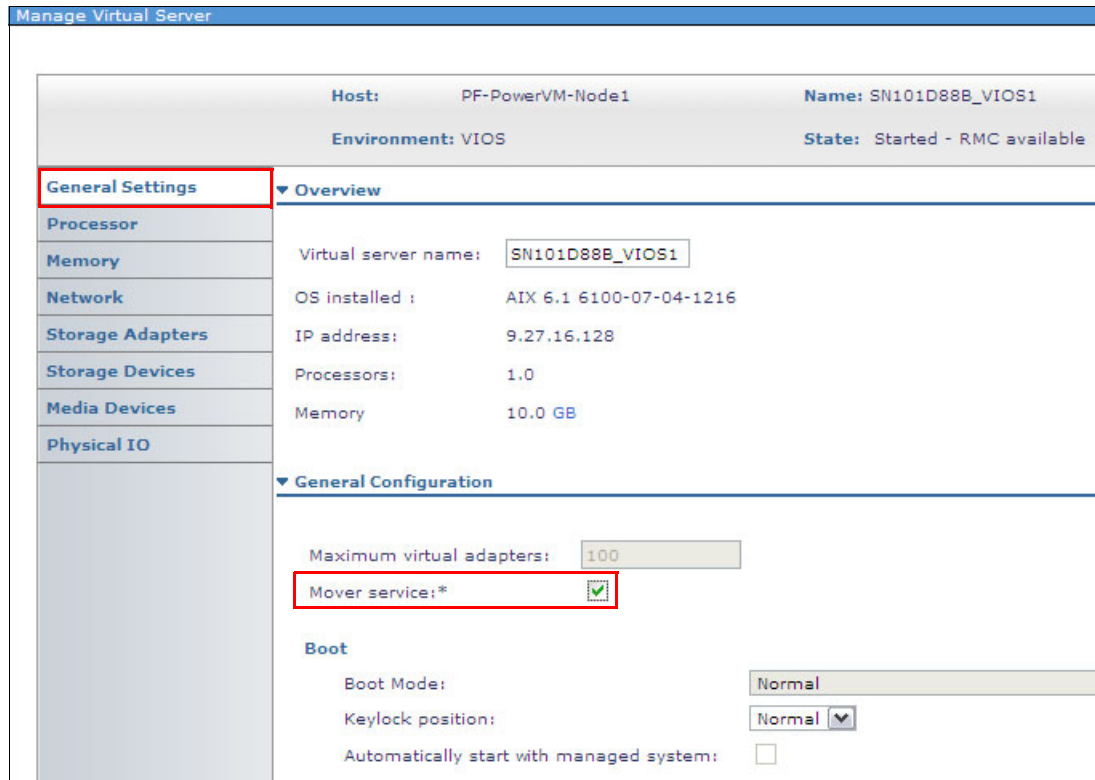 Manage Virtual Server
Host: PF-PowerVM-Node1 Name: SN101D88B_VIOS1
Environment: VIOS State: Started - RMC available
General Settings
Processor
Memory
Network
Storage Adapters
Storage Devices
Media Devices
Physical IO
Overview
Virtual server name: SN101D88B_VIOS1
OS installed : AIX 6.1 6100-07-04-1216
IP address: 9.27.16.128
Processors: 1.0
Memory 10.0 GB
General Configuration
Maximum virtual adapters: 100
Mover service:*
Boot
Boot Mode: Normal
Keylock position: Normal
Automatically start with managed system: